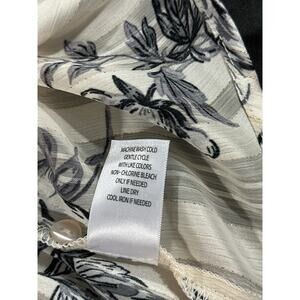 MACHINE WASH COLD
GENTLE CYCLE
WITH LIKE COLORS
NON- CHLORINE BLEACH
ONLY IF NEEDED
LINE DRY
COOL IRON IF NEEDED